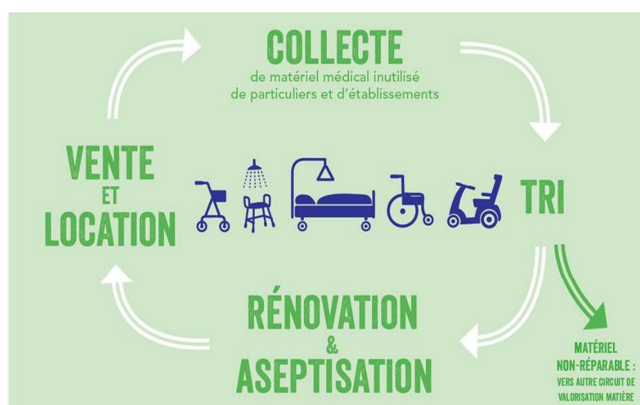 COLLECTE
de matériel médical inutilisé
de particuliers et d'établissements
VENTE
ET
LOCATION
TRI
RÉNOVATION
&
ASEPTISATION
MATÉRIEL
NON-RÉPARABLE :
VERS AUTRE CIRCUIT DE
VALORISATION MATIÈRE